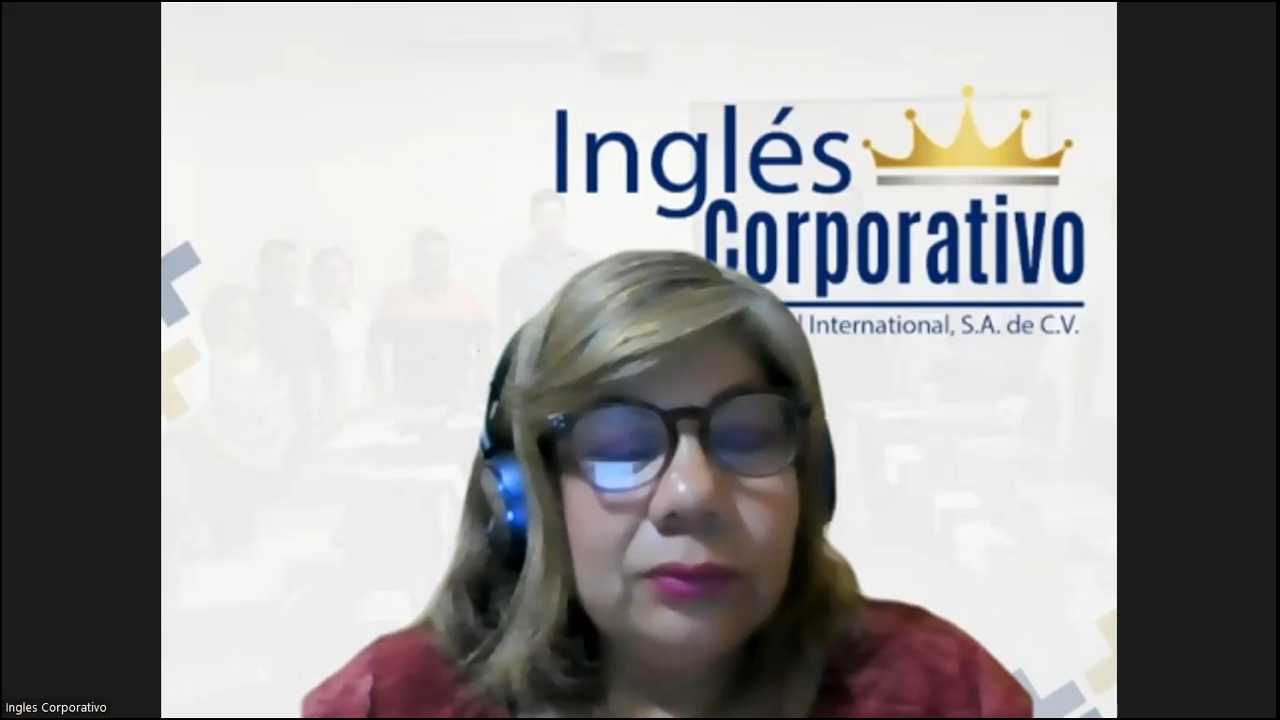 Inglés
Corporativo
International, S.A. de C.V.
Ingles Corporativo